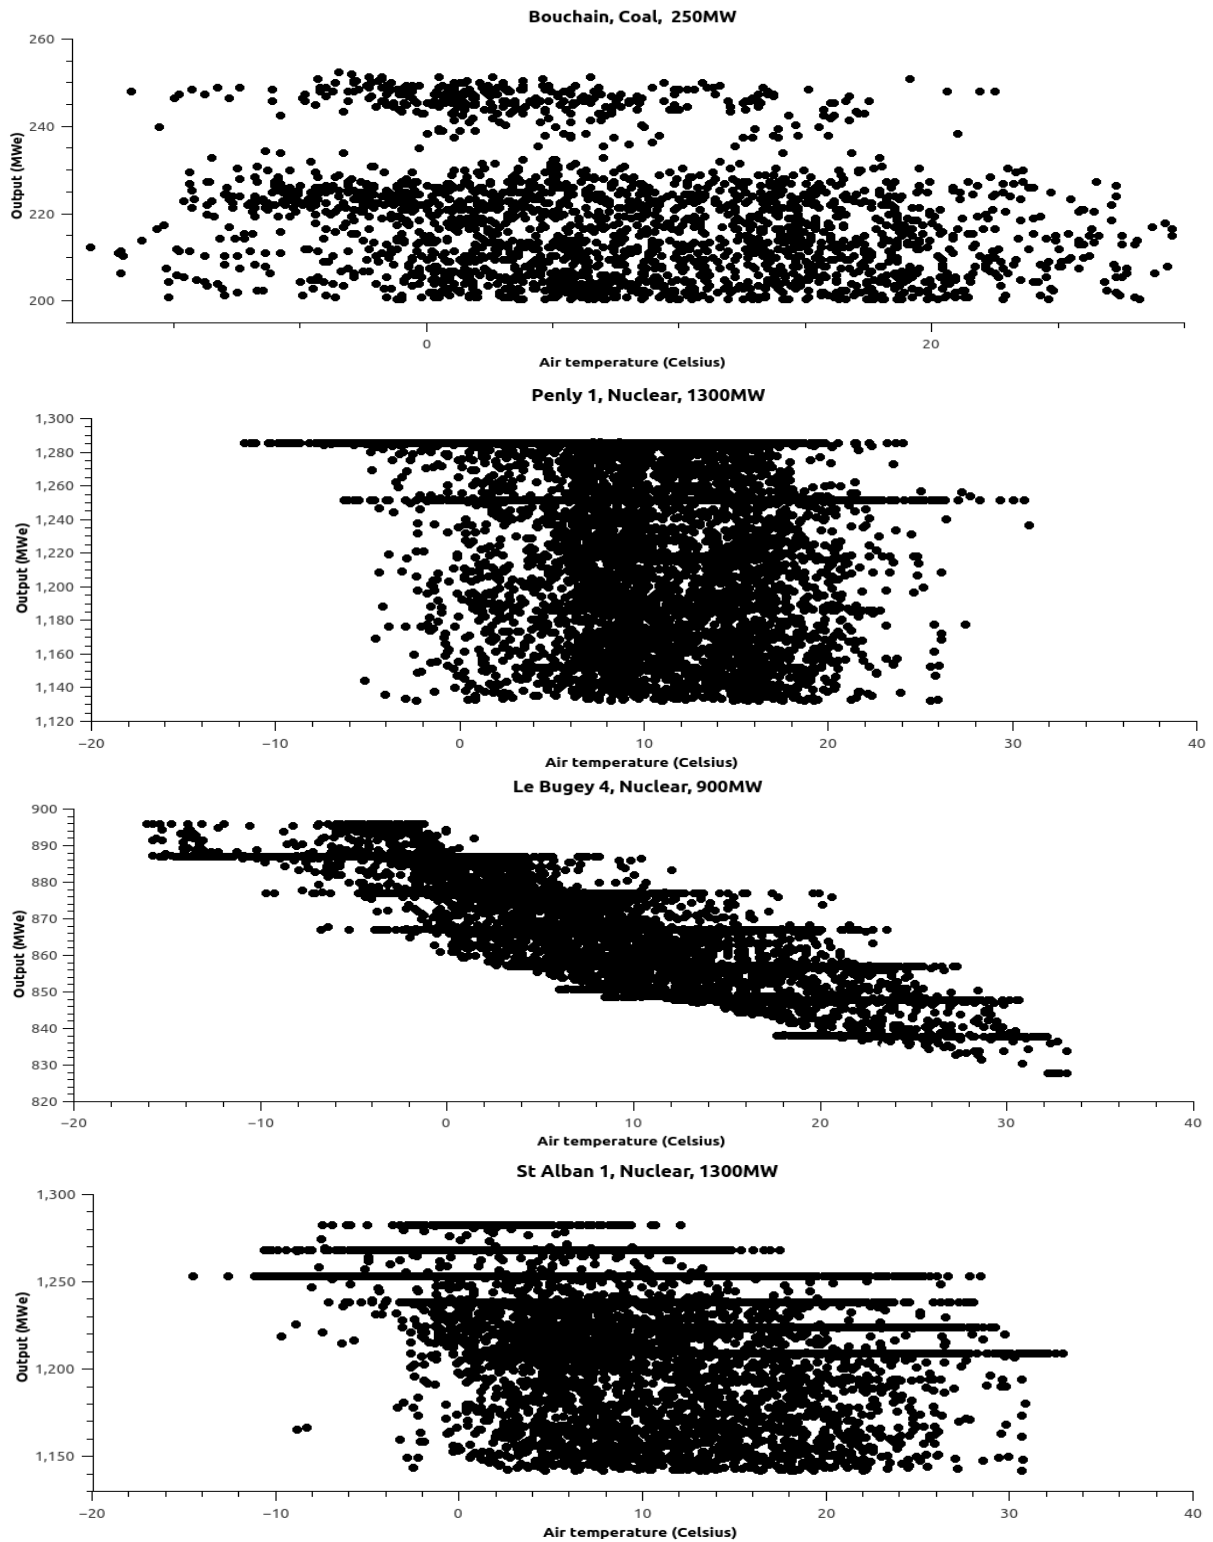 Bouchain, Coal, 250MW
260
240
220
200
Output (MWe)
0 20
Air temperature (Celsius)
Penly 1, Nuclear, 1300MW
1,300
1,280
1,260
1,240
1,220
1,200
1,180
1,160
1,140
1,120
Output (MWe)
−20 −10 0 10 20 30 40
Air temperature (Celsius)
Le Bugey 4, Nuclear, 900MW
900
890
880
870
860
850
840
830
820
Output (MWe)
−20 −10 0 10 20 30 40
Air temperature (Celsius)
St Alban 1, Nuclear, 1300MW
1,300
1,250
1,200
1,150
Output (MWe)
−20 −10 0 10 20 30 40
Air temperature (Celsius)